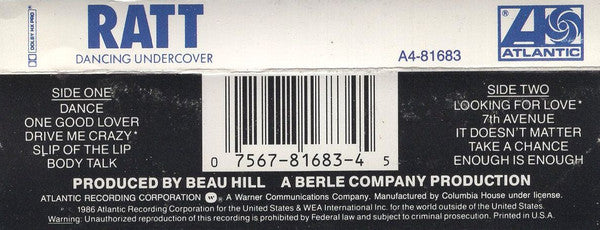 DOLBY HX PRO
RATT
DANCING UNDERCOVER
A4-81683
ATLANTIC
SIDE ONE
DANCE
ONE GOOD LOVER
DRIVE ME CRAZY*
SLIP OF THE LIP
BODY TALK
0 7567-81683-4 5
SIDE TWO
LOOKING FOR LOVE*
7th AVENUE
IT DOESN'T MATTER
TAKE A CHANCE
ENOUGH IS ENOUGH
PRODUCED BY BEAU HILL A BERLE COMPANY PRODUCTION
ATLANTIC RECORDING CORPORATION W ® A Warner Communications Company. Manufactured by Columbia House under license.
1986 Atlantic Recording Corporation for the United States & WEA International Inc. for the world outside of the United States.
Warning: Unauthorized reproduction of this recording is prohibited by Federal law and subject to criminal prosecution. Printed in U.S.A.